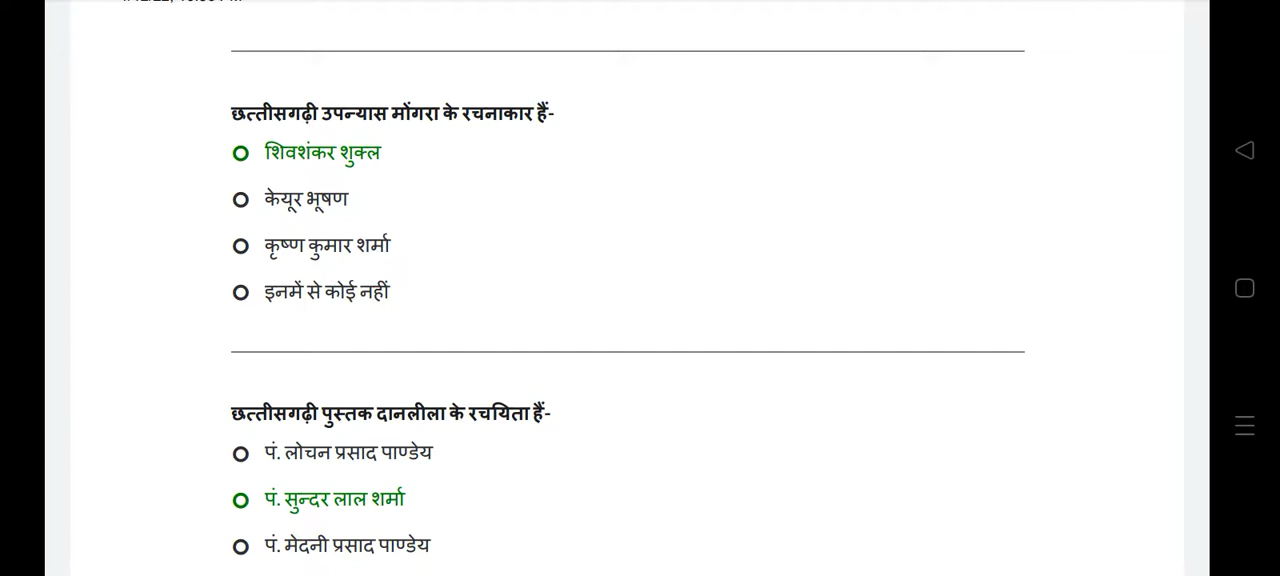 छत्तीसगढ़ी उपन्यास मोंगरा के रचनाकार हैं-
शिवशंकर शुक्ल
केयूर भूषण
कृष्ण कुमार शर्मा
इनमें से कोई नहीं
छत्तीसगढ़ी पुस्तक दानलीला के रचयिता हैं-
पं. लोचन प्रसाद पाण्डेय
पं. सुन्दर लाल शर्मा
पं. मेदनी प्रसाद पाण्डेय